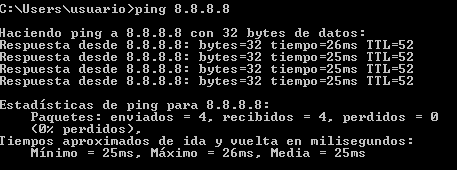 C:\Users\usuario>ping 8.8.8.8
Haciendo ping a 8.8.8.8 con 32 bytes de datos:
Respuesta desde 8.8.8.8: bytes=32 tiempo=26ms TTL=52
Respuesta desde 8.8.8.8: bytes=32 tiempo=25ms TTL=52
Respuesta desde 8.8.8.8: bytes=32 tiempo=25ms TTL=52
Respuesta desde 8.8.8.8: bytes=32 tiempo=25ms TTL=52
Estadísticas de ping para 8.8.8.8:
Paquetes: enviados = 4, recibidos = 4, perdidos = 0
(0% perdidos),
Tiempos aproximados de ida y vuelta en milisegundos:
Mínimo = 25ms, Máximo = 26ms, Media = 25ms